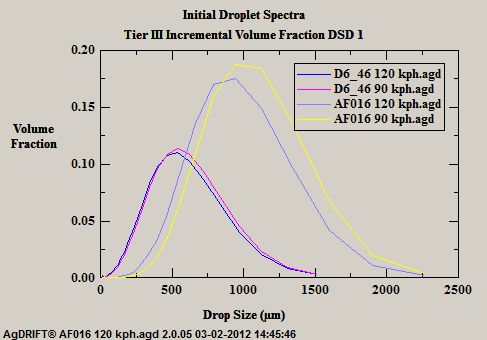 Initial Droplet Spectra
Tier III Incremental Volume Fraction DSD 1
0.20
0.15
0.10
0.05
0.00
Volume
Fraction
D6_46 120 kph.agd
D6_46 90 kph.agd
AF016 120 kph.agd
AF016 90 kph.agd
0
500
1000
1500
2000
2500
Drop Size (µm)
AgDRIFT® AF016 120 kph.agd 2.0.05 03-02-2012 14:45:46